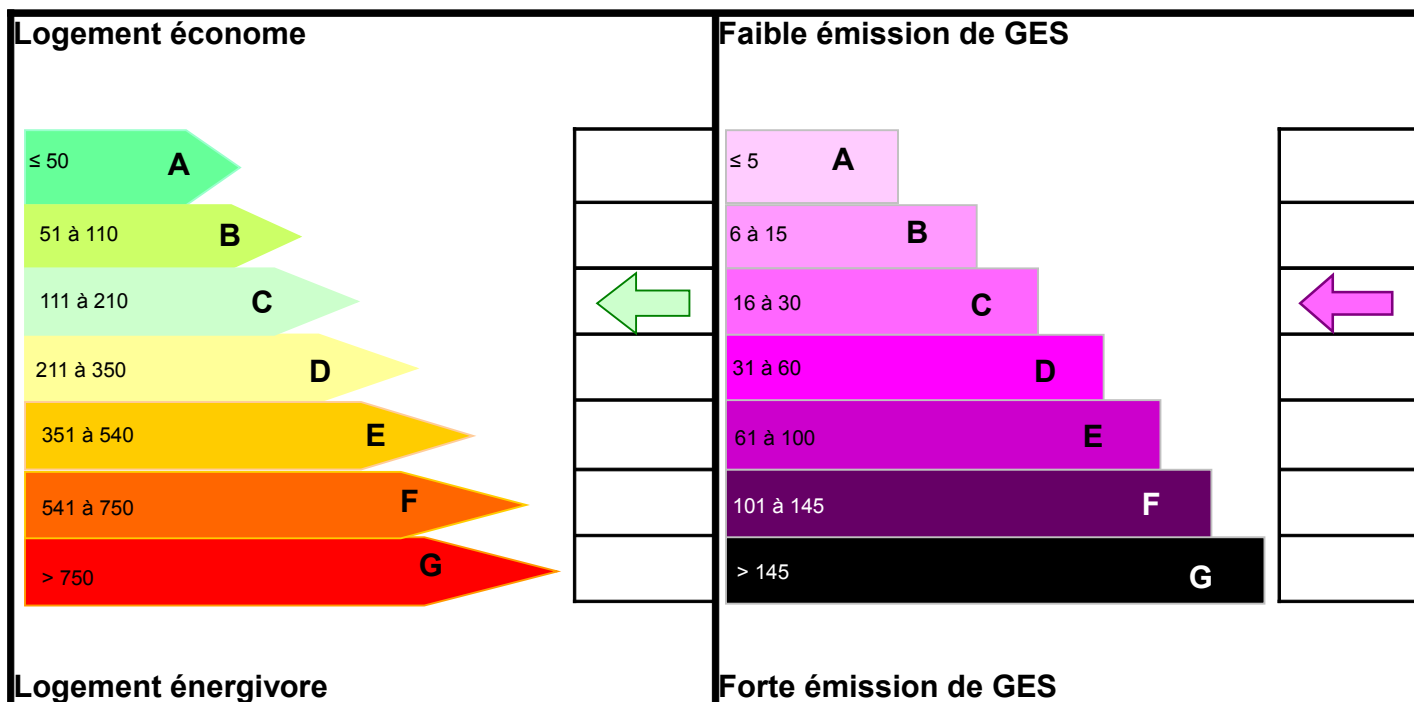 Logement économe
≤ 50 A
51 à 110 B
111 à 210 C
211 à 350 D
351 à 540 E
541 à 750 F
> 750 G
Logement énergivore
Faible émission de GES
≤ 5 A
6 à 15 B
16 à 30 C
31 à 60 D
61 à 100 E
101 à 145 F
> 145 G
Forte émission de GES